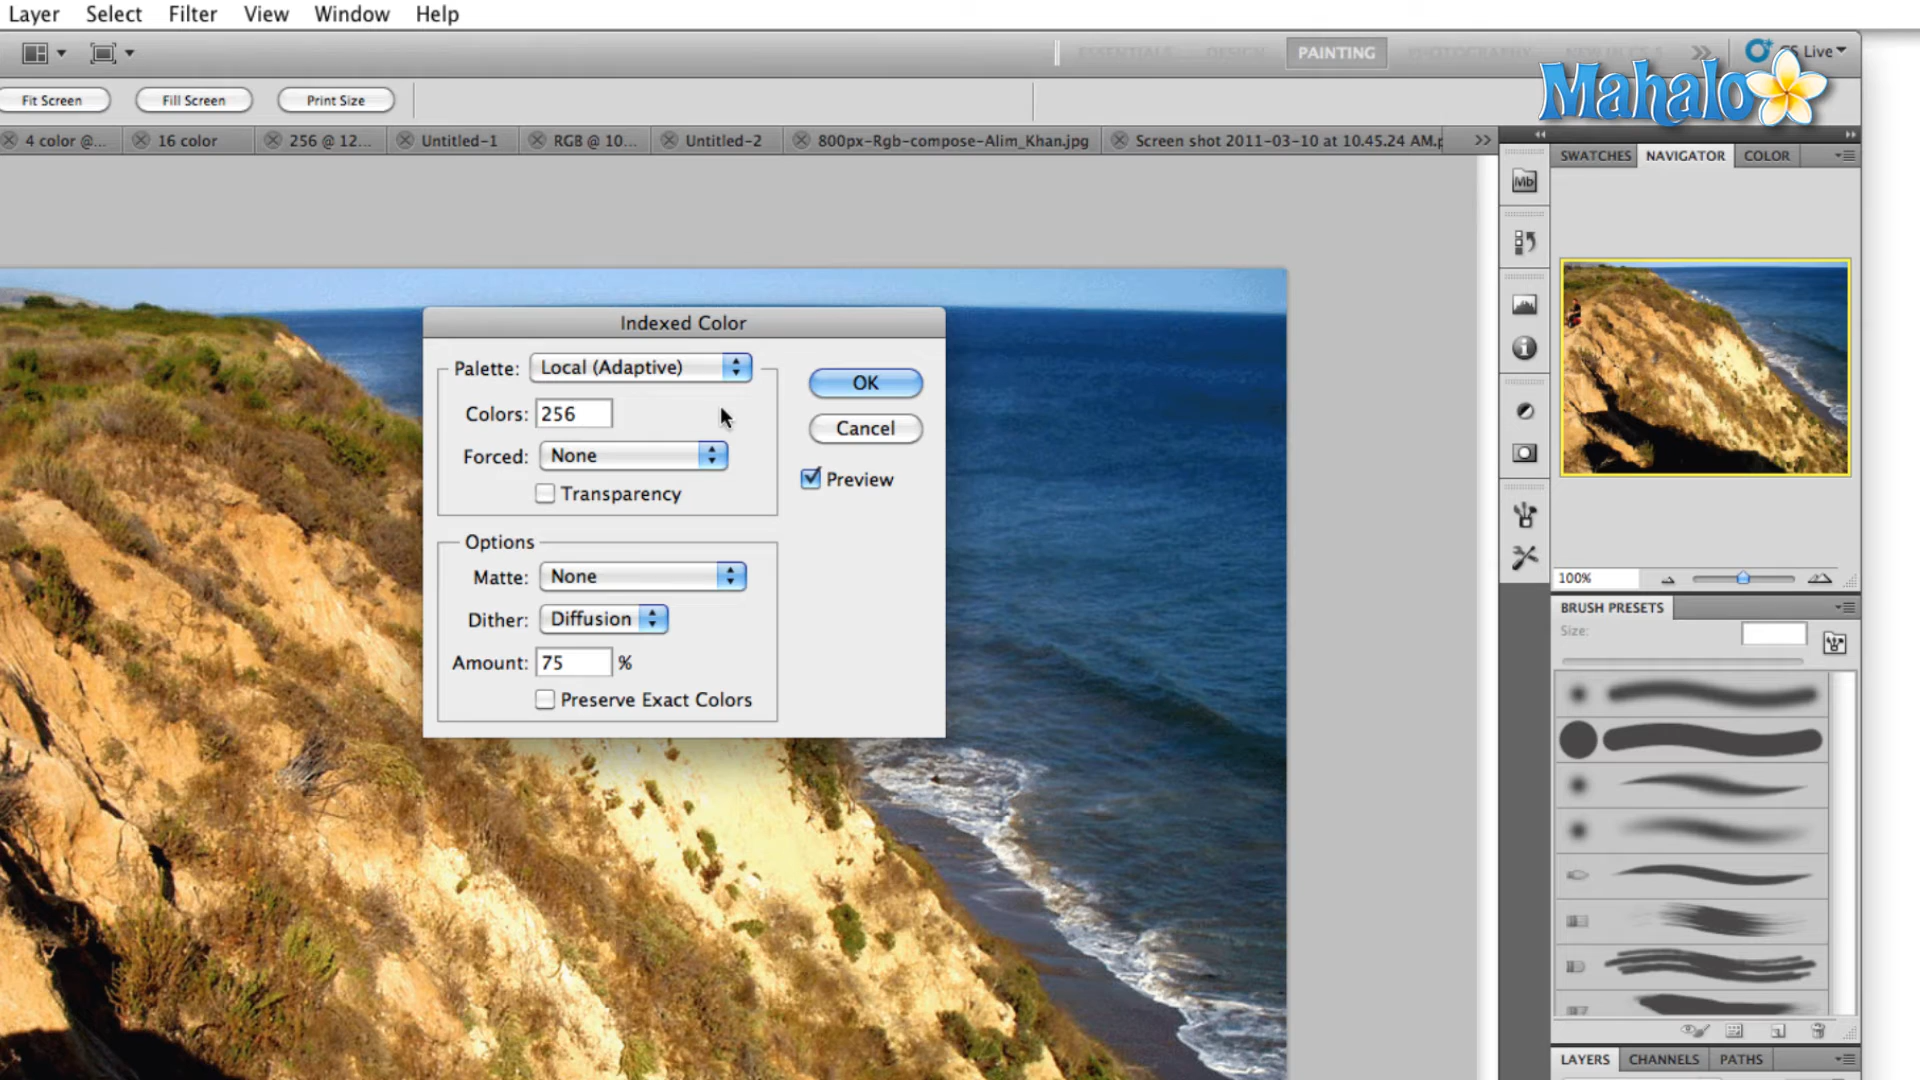 Layer Select Filter View Window Help
ESSENTIALS DESIGN PAINTING PHOTOGRAPHY NEW IN CS 5 CS Live
Mahalo
Fit Screen Fill Screen Print Size
4 color @... 16 color 256 @ 12... Untitled-1 RGB @ 10... Untitled-2 800px-Rgb-compose-Alim_Khan.jpg Screen shot 2011-03-10 at 10.45.24 AM.p
SWATCHES NAVIGATOR COLOR
Mb
Indexed Color
Palette: Local (Adaptive)
OK
Colors: 256
Cancel
Forced: None
Preview
Transparency
Options
Matte: None
Dither: Diffusion
Amount: 75 %
Preserve Exact Colors
100%
BRUSH PRESETS
Size:
LAYERS CHANNELS PATHS